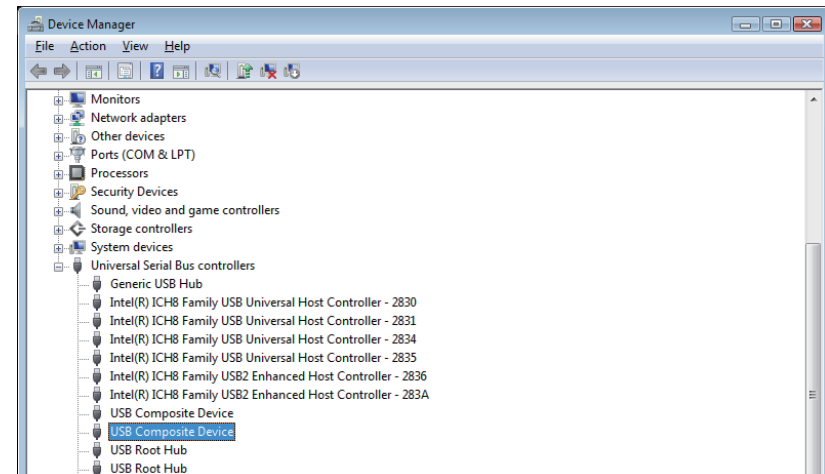 Device Manager
File Action View Help
Monitors
Network adapters
Other devices
Ports (COM & LPT)
Processors
Security Devices
Sound, video and game controllers
Storage controllers
System devices
Universal Serial Bus controllers
Generic USB Hub
Intel(R) ICH8 Family USB Universal Host Controller - 2830
Intel(R) ICH8 Family USB Universal Host Controller - 2831
Intel(R) ICH8 Family USB Universal Host Controller - 2834
Intel(R) ICH8 Family USB Universal Host Controller - 2835
Intel(R) ICH8 Family USB2 Enhanced Host Controller - 2836
Intel(R) ICH8 Family USB2 Enhanced Host Controller - 283A
USB Composite Device
USB Composite Device
USB Root Hub
USB Root Hub